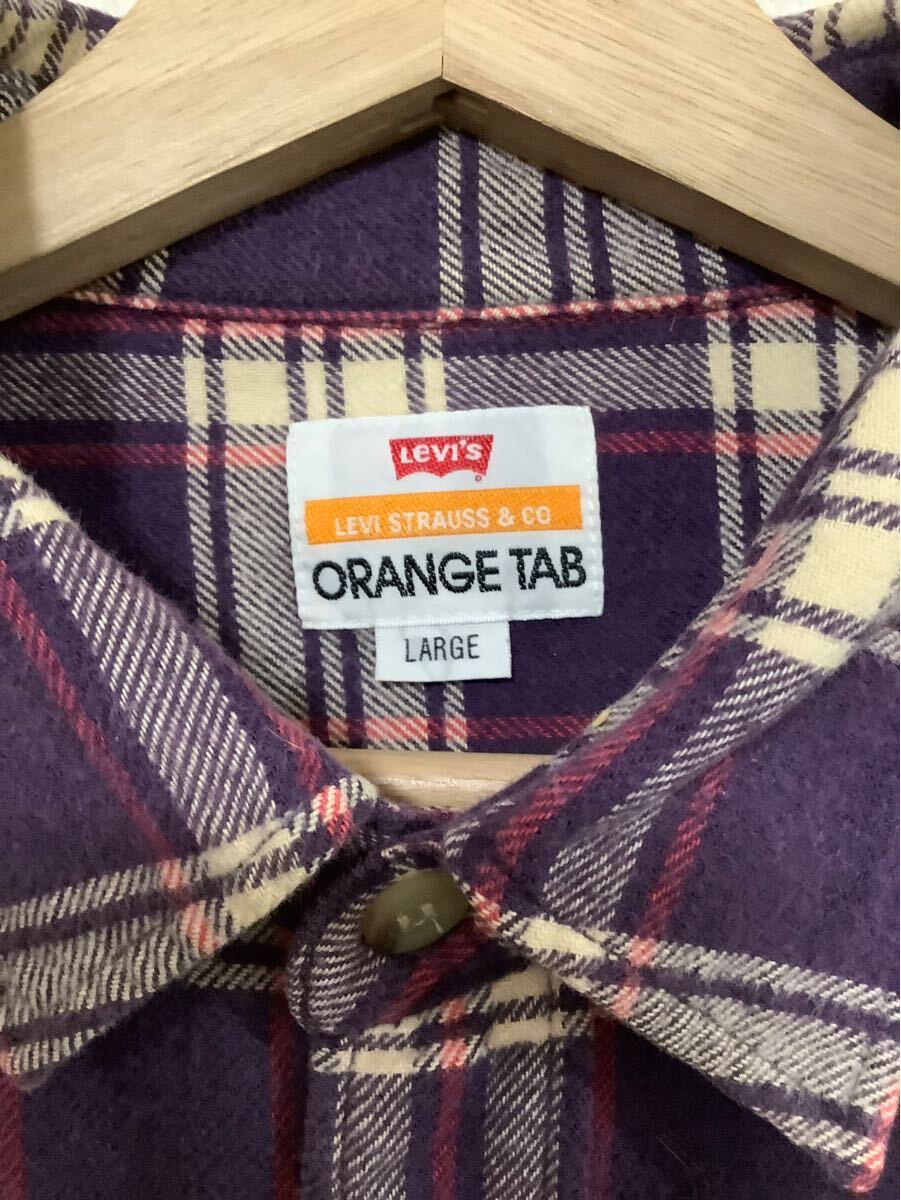 LEVI'S
LEVI STRAUSS & CO
ORANGE TAB
LARGE